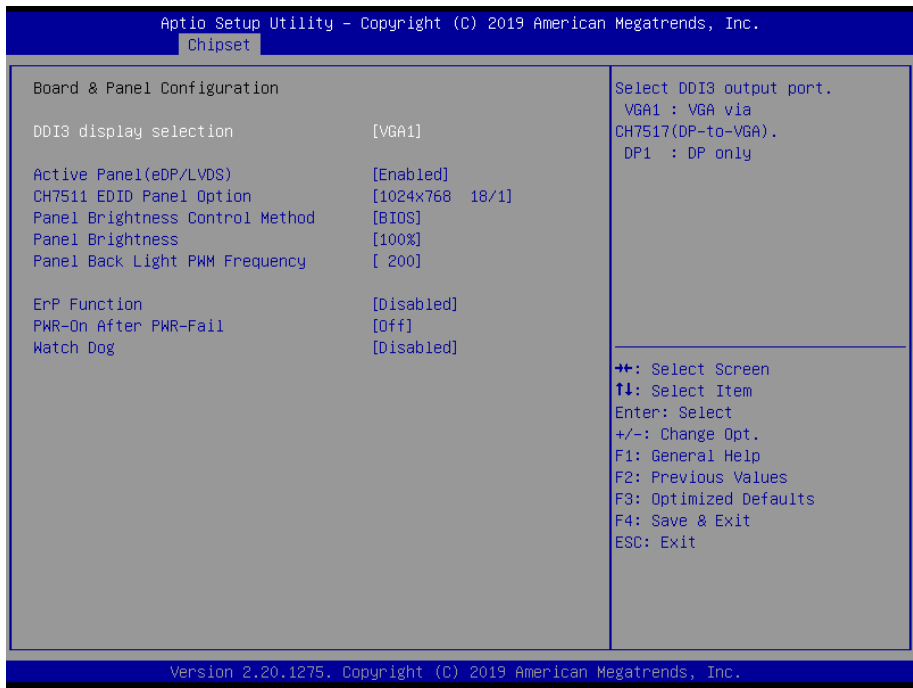 Aptio Setup Utility – Copyright (C) 2019 American Megatrends, Inc.
Chipset
Board & Panel Configuration
DDI3 display selection [VGA1]
Active Panel(eDP/LVDS) [Enabled]
CH7511 EDID Panel Option [1024x768 18/1]
Panel Brightness Control Method [BIOS]
Panel Brightness [100%]
Panel Back Light PWM Frequency [ 200]
ErP Function [Disabled]
PWR-On After PWR-Fail [Off]
Watch Dog [Disabled]
Select DDI3 output port.
VGA1 : VGA via
CH7517(DP-to-VGA).
DP1 : DP only
→←: Select Screen
↑↓: Select Item
Enter: Select
+/-: Change Opt.
F1: General Help
F2: Previous Values
F3: Optimized Defaults
F4: Save & Exit
ESC: Exit
Version 2.20.1275. Copyright (C) 2019 American Megatrends, Inc.